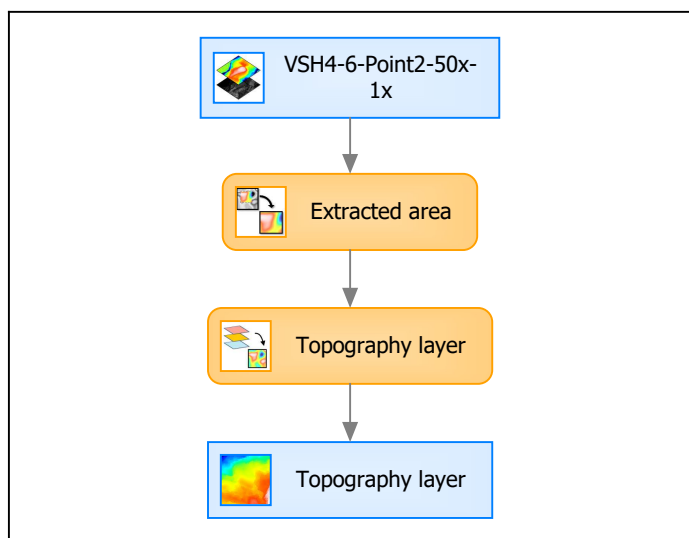 VSH4-6-Point2-50x-
1x
Extracted area
Topography layer
Topography layer